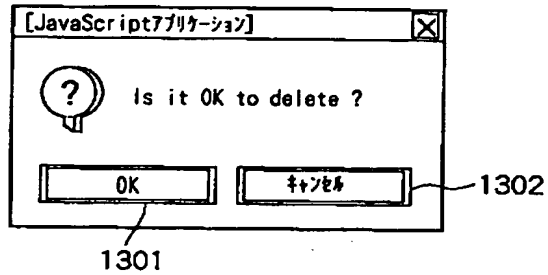 [JavaScriptｱﾌﾟﾘｹｰｼｮﾝ]
?
Is it OK to delete ?
OK
ｷｬﾝｾﾙ
1302
1301